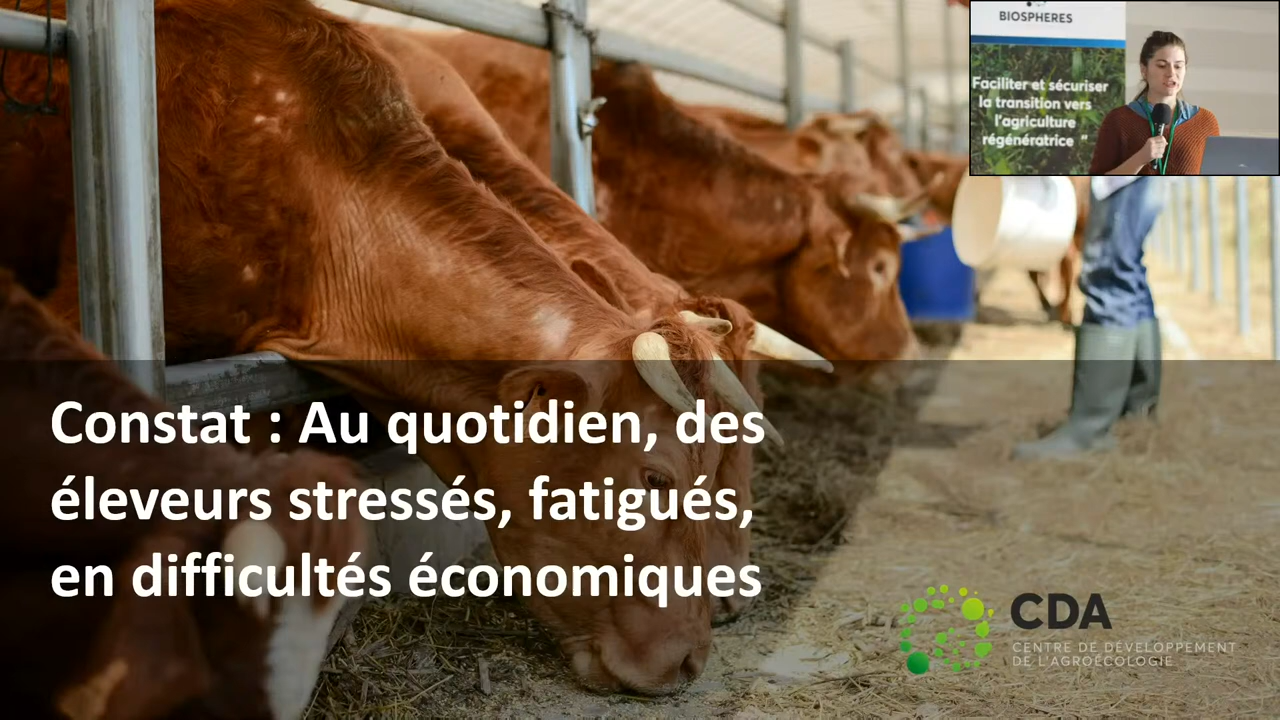 BIOSPHERES
Faciliter et sécuriser
la transition vers
l'agriculture
régénératrice "
Constat : Au quotidien, des
éleveurs stressés, fatigués,
en difficultés économiques
CDA
CENTRE DE DÉVELOPPEMENT
DE L'AGROÉCOLOGIE